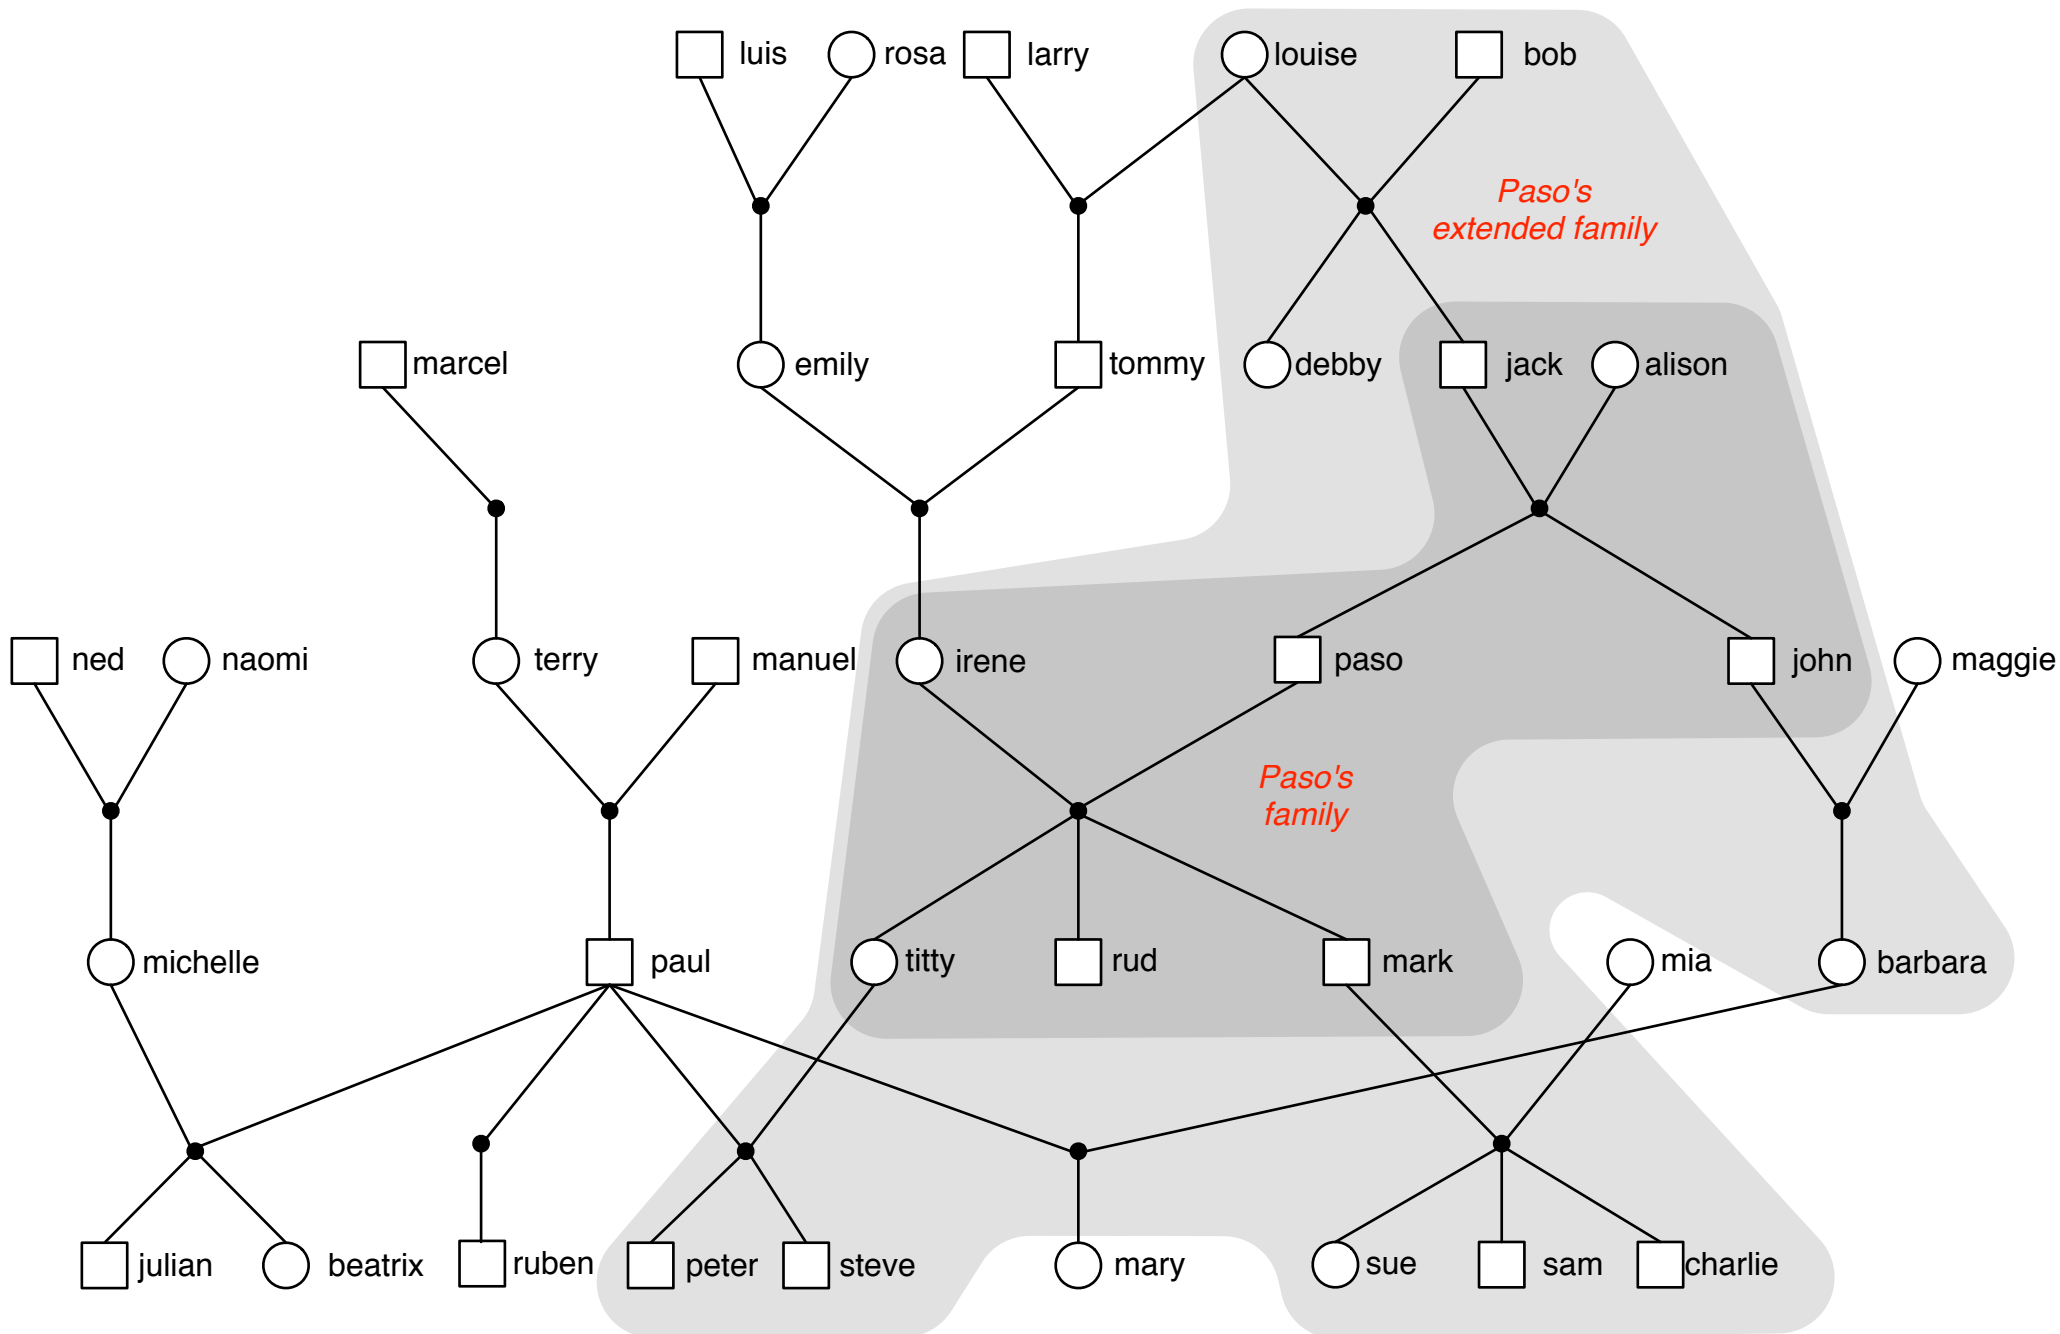 luis
rosa
larry
louise
bob
Paso's
extended family
marcel
emily
tommy
debby
jack
alison
ned
naomi
terry
manuel
irene
paso
john
maggie
Paso's
family
michelle
paul
titty
rud
mark
mia
barbara
julian
beatrix
ruben
peter
steve
mary
sue
sam
charlie